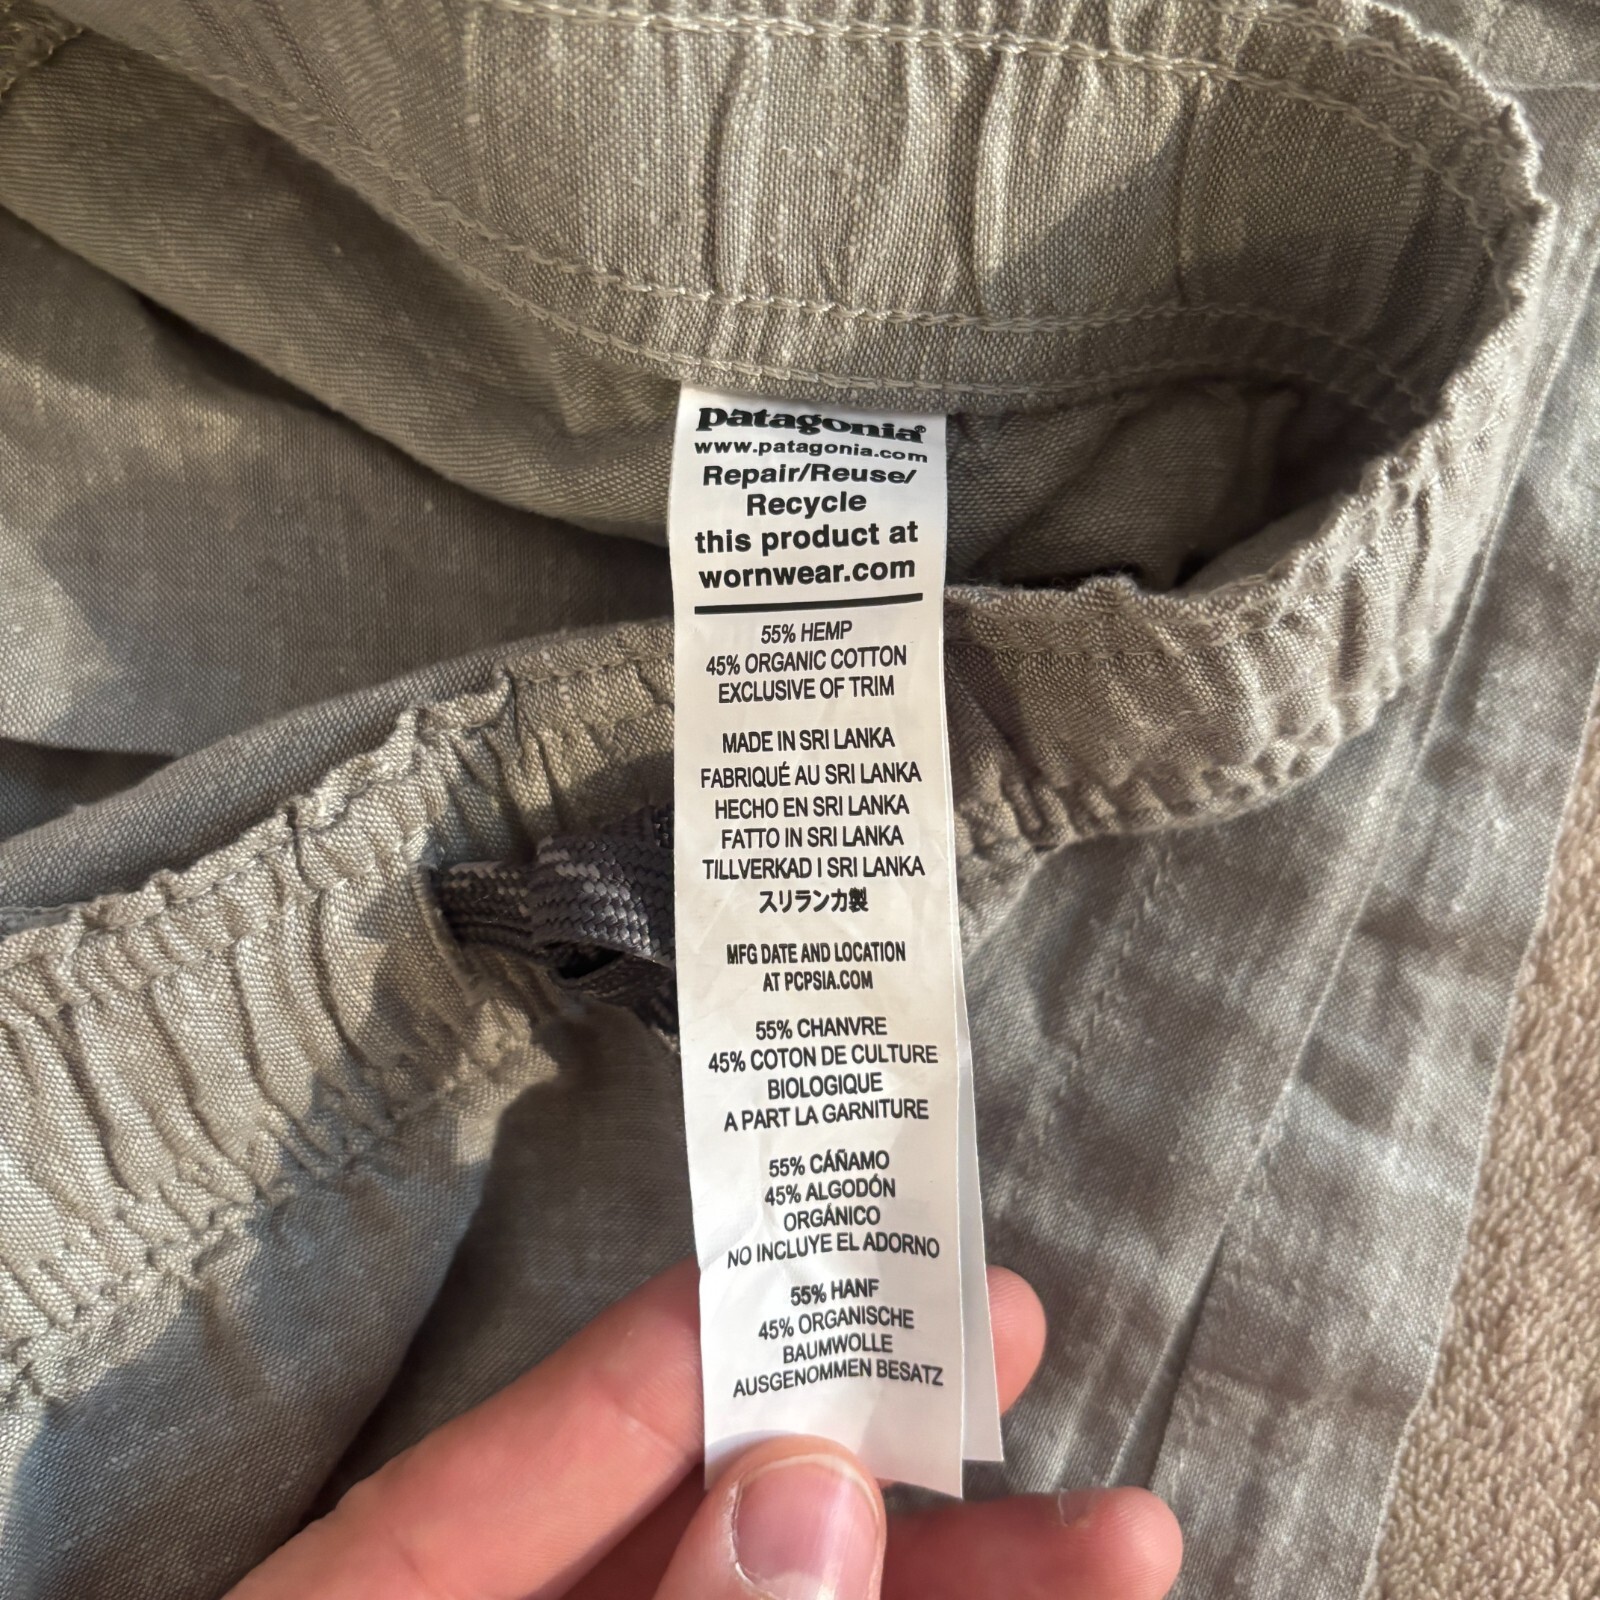 patagonia®
www.patagonia.com
Repair/Reuse/
Recycle
this product at
wornwear.com
55% HEMP
45% ORGANIC COTTON
EXCLUSIVE OF TRIM
MADE IN SRI LANKA
FABRIQUÉ AU SRI LANKA
HECHO EN SRI LANKA
FATTO IN SRI LANKA
TILLVERKAD I SRI LANKA
スリランカ製
MFG DATE AND LOCATION
AT PCPSIA.COM
55% CHANVRE
45% COTON DE CULTURE
BIOLOGIQUE
A PART LA GARNITURE
55% CÁÑAMO
45% ALGODÓN
ORGÁNICO
NO INCLUYE EL ADORNO
55% HANF
45% ORGANISCHE
BAUMWOLLE
AUSGENOMMEN BESATZ